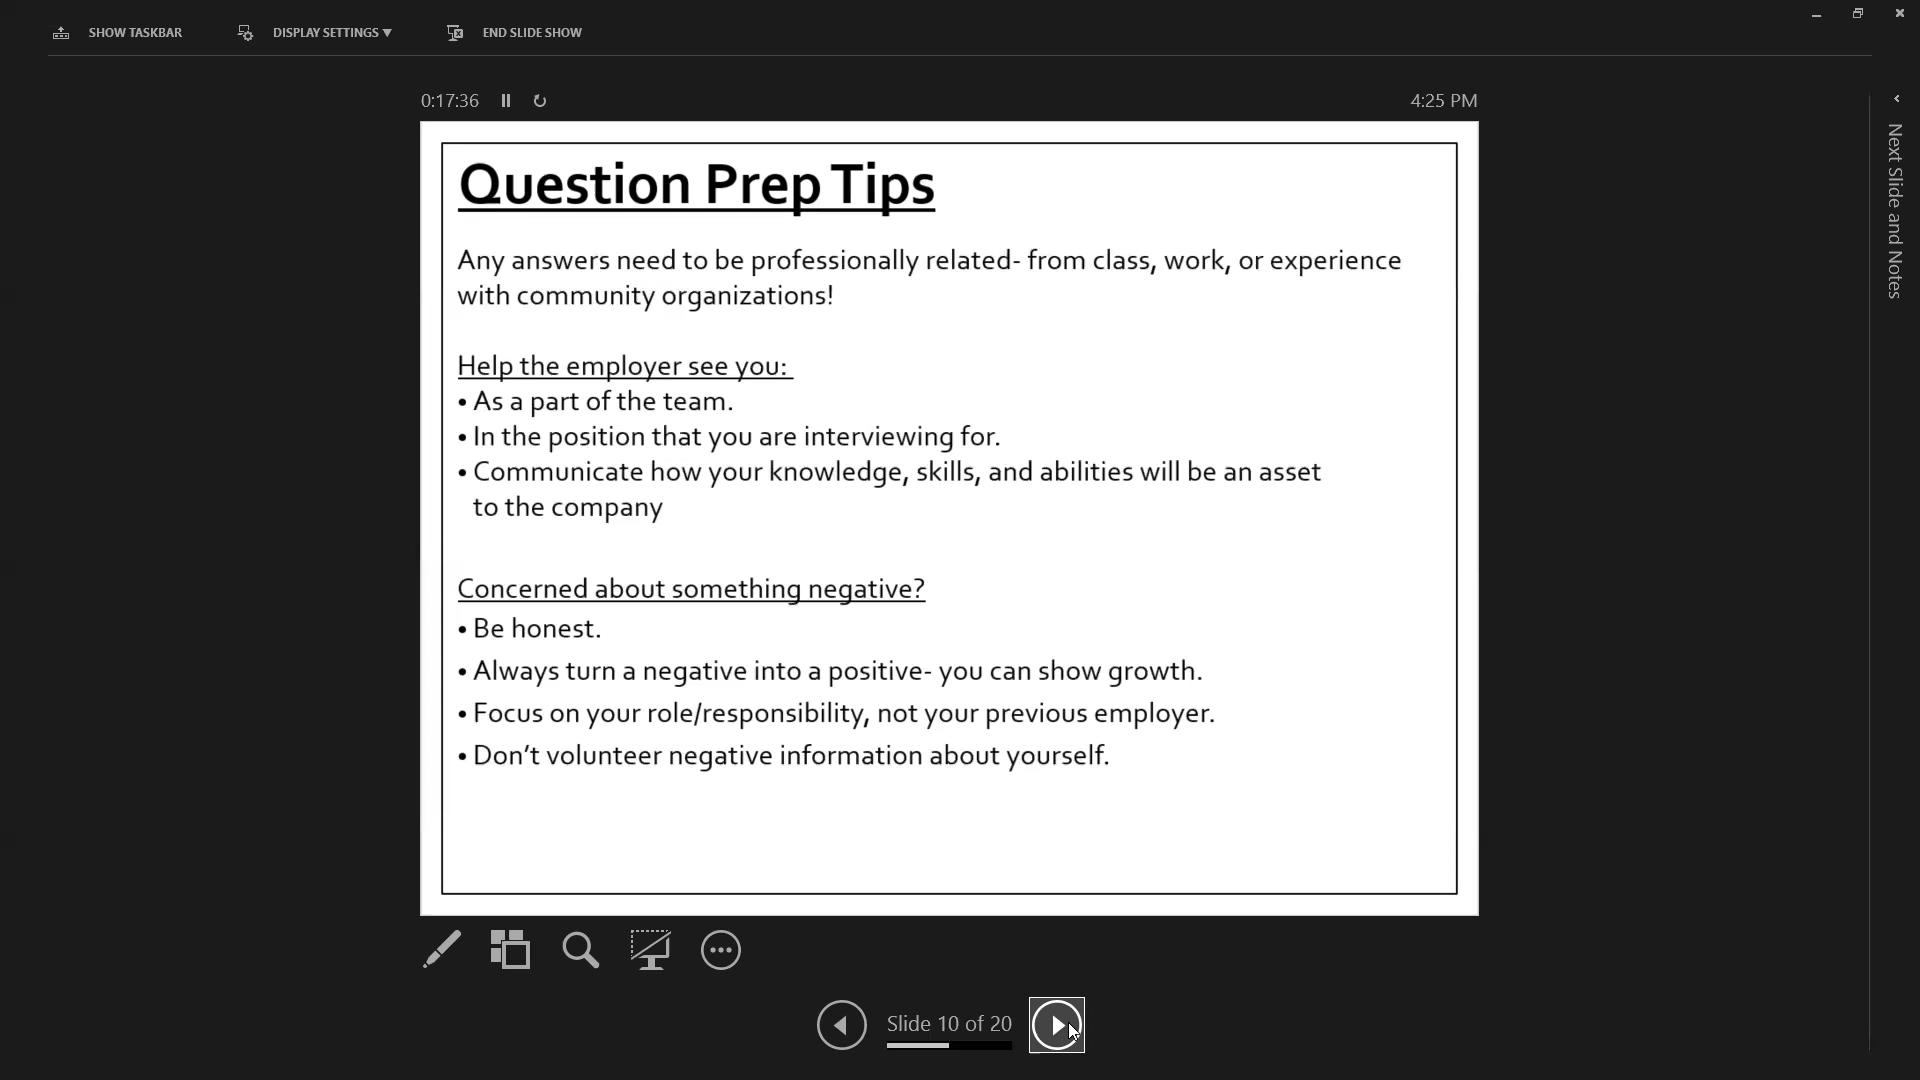 SHOW TASKBAR
DISPLAY SETTINGS ▼
END SLIDE SHOW
0:17:36
4:25 PM
Question Prep Tips
Any answers need to be professionally related- from class, work, or experience
with community organizations!
Help the employer see you:
• As a part of the team.
• In the position that you are interviewing for.
• Communicate how your knowledge, skills, and abilities will be an asset
to the company
Concerned about something negative?
• Be honest.
• Always turn a negative into a positive- you can show growth.
• Focus on your role/responsibility, not your previous employer.
• Don’t volunteer negative information about yourself.
Slide 10 of 20
Next Slide and Notes